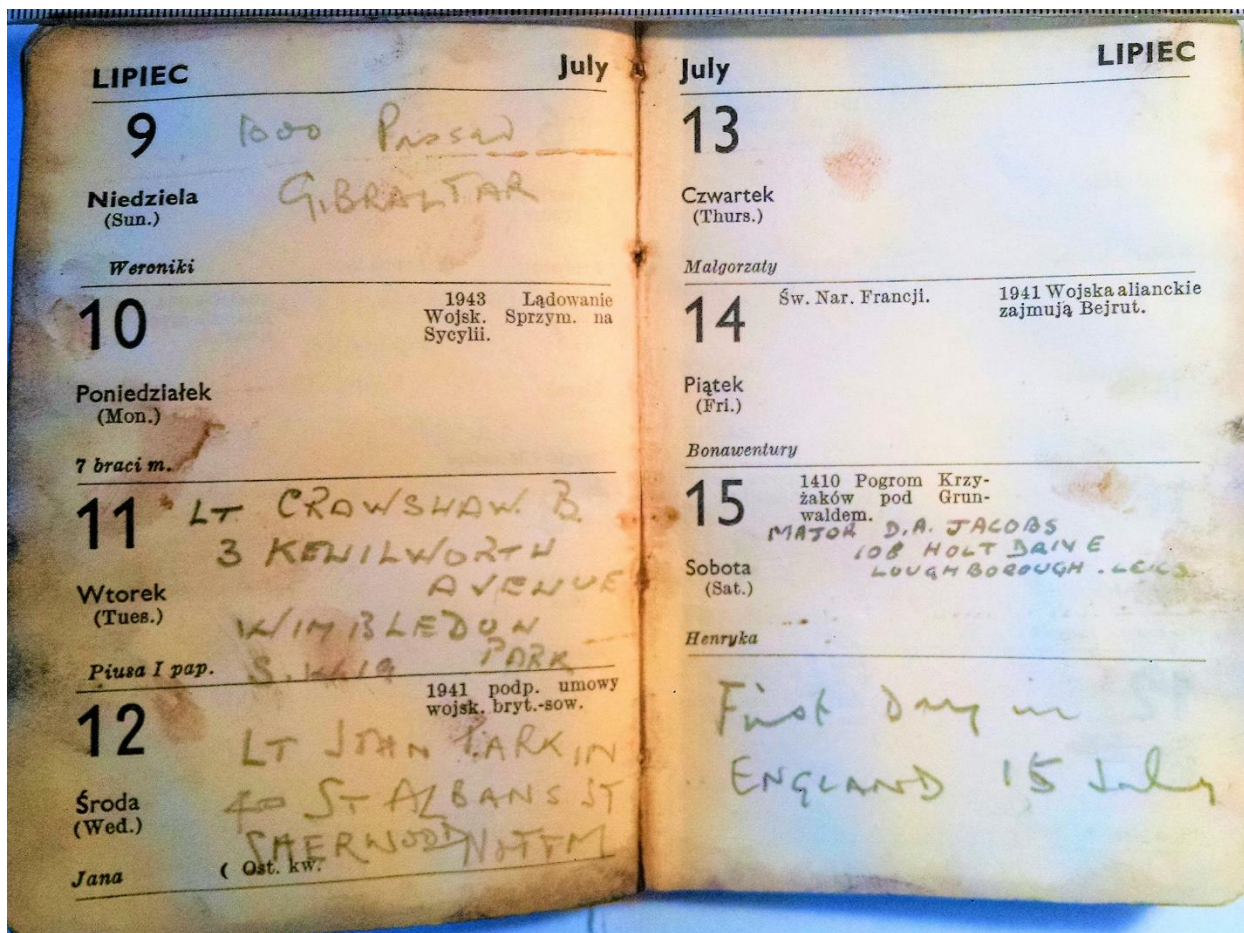 LIPIEC July
9 1000 Passed
GIBRALTAR
Niedziela
(Sun.)
Weroniki
10 1943 Lądowanie
Wojsk. Sprzym. na
Sycylii.
Poniedziałek
(Mon.)
7 braci m.
11 LT CRAWSHAW. B.
3 KENILWORTH
AVENUE
Wtorek
(Tues.)
WIMBLEDON
PARK
Piusa I pap. S.W.19
12 1941 podp. umowy
wojsk. bryt.-sow.
LT JOHN PARKIN
40 ST ALBANS ST
Środa
(Wed.)
SHERWOOD NOTTM
Jana ( Ost. kw.
July LIPIEC
13
Czwartek
(Thurs.)
Małgorzaty
14 Św. Nar. Francji. 1941 Wojska alianckie
zajmują Bejrut.
Piątek
(Fri.)
Bonawentury
15 1410 Pogrom Krzy-
żaków pod Grun-
waldem.
MAJOR D.A. JACOBS
108 HOLT DRIVE
LOUGHBOROUGH. LEICS
Sobota
(Sat.)
Henryka
First Day in
ENGLAND 15 July